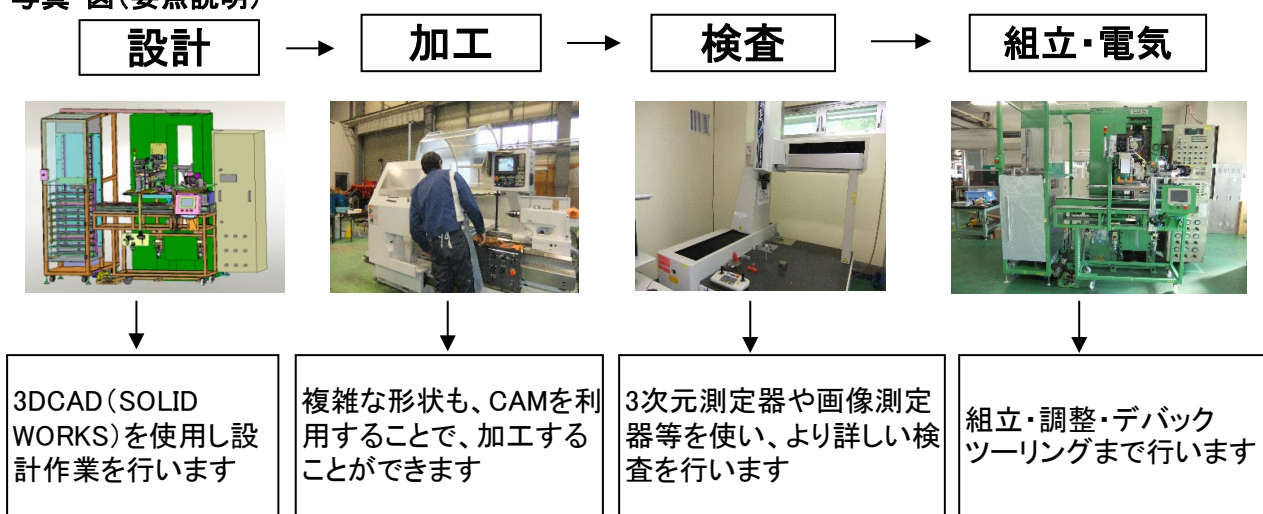 写真・図(要点説明)
設計
加工
検査
組立・電気
3DCAD(SOLID
WORKS)を使用し設
計作業を行います
複雑な形状も、CAMを利
用することで、加工する
ことができます
3次元測定器や画像測定
器等を使い、より詳しい検
査を行います
組立・調整・デバック
ツーリングまで行います